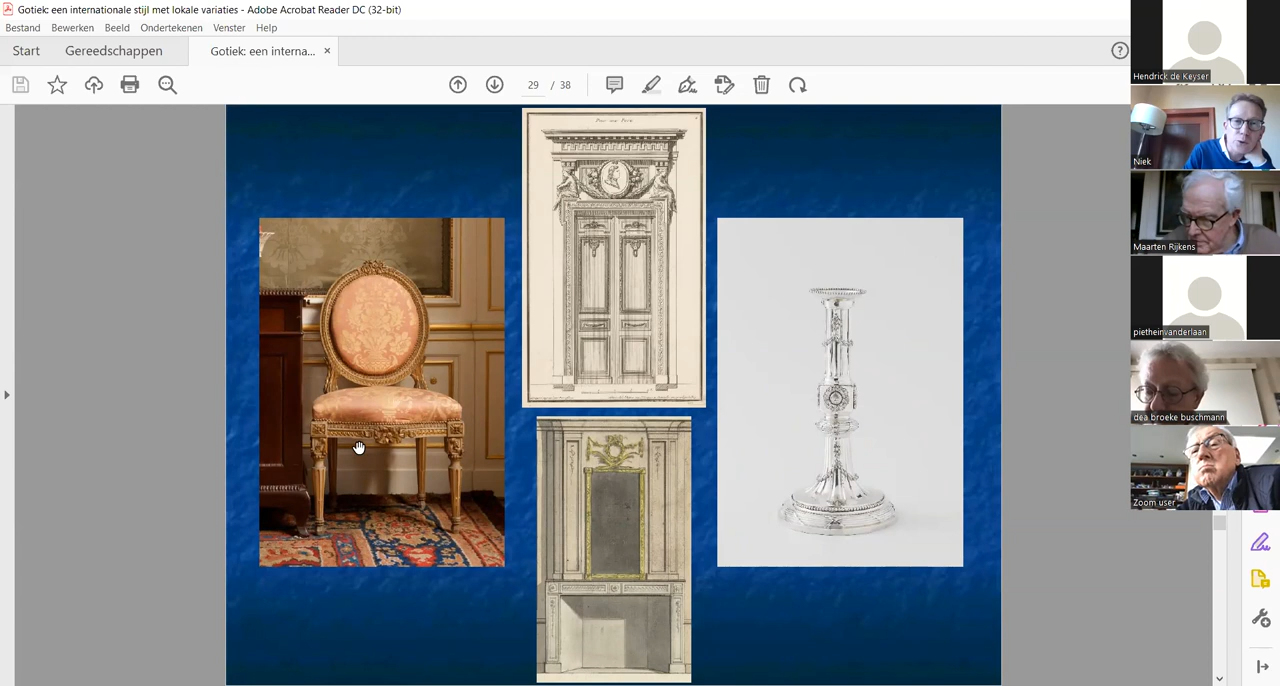 Gotiek: een internationale stijl met lokale variaties - Adobe Acrobat Reader DC (32-bit)
Bestand Bewerken Beeld Ondertekenen Venster Help
Start Gereedschappen Gotiek: een interna... ×
29 / 38
Hendrick de Keyser
Niek
Maarten Rijkens
pietheinvanderlaan
dea broeke buschmann
Zoom user